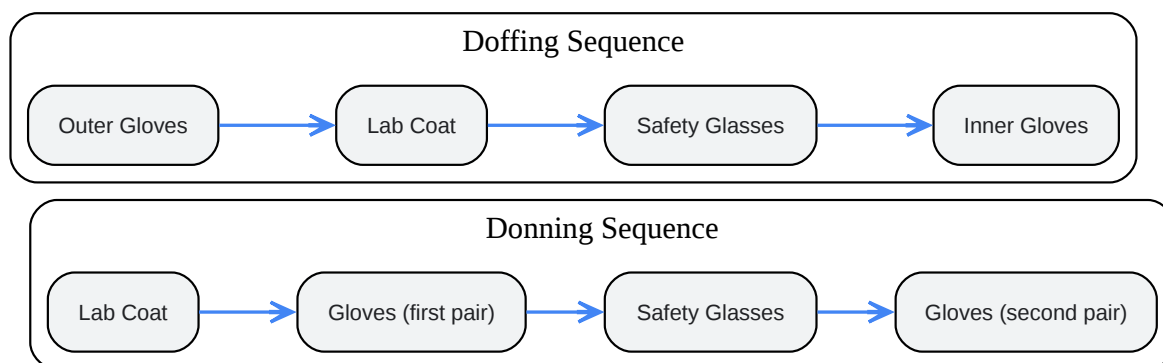 Doffing Sequence
Outer Gloves
Lab Coat
Safety Glasses
Inner Gloves
Donning Sequence
Lab Coat
Gloves (first pair)
Safety Glasses
Gloves (second pair)